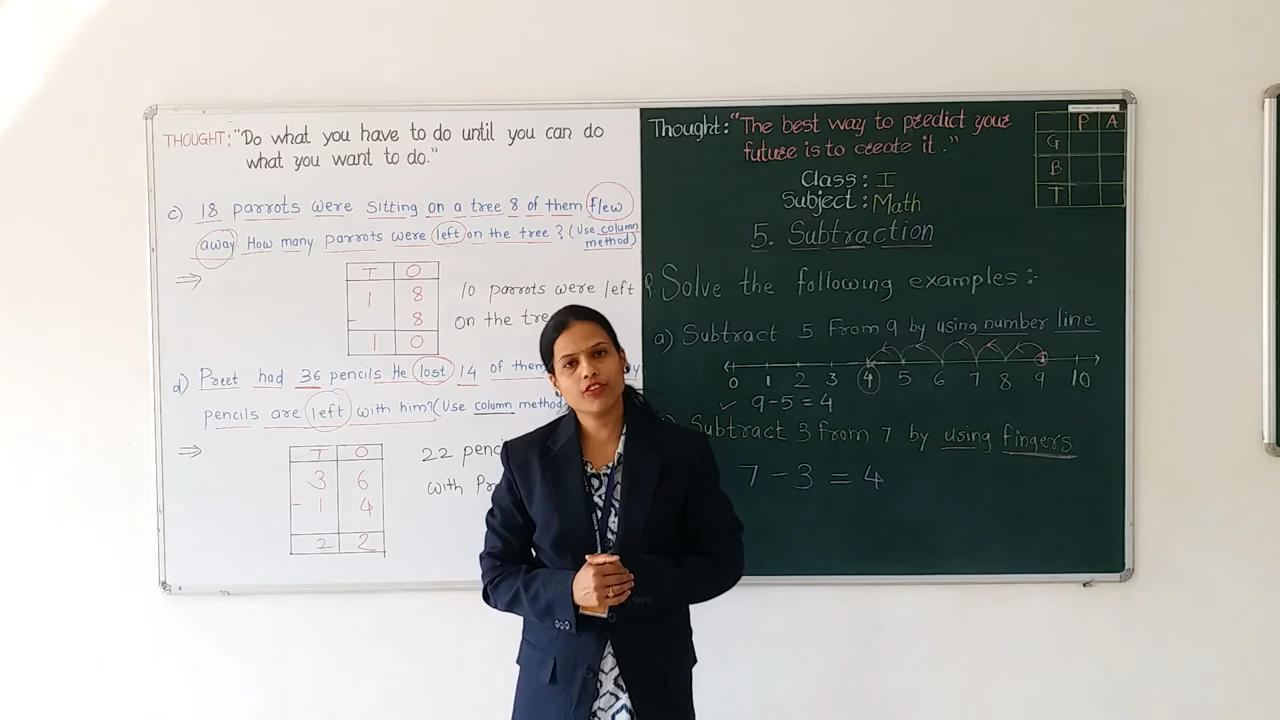 THOUGHT: "Do what you have to do until you can do
what you want to do."
c) 18 parrots were sitting on a tree 8 of them flew
away. How many parrots were left on the tree? (Use column
method)
⇒
T O
1 8
- 8
1 0
10 parrots were left
on the tree
d) Preet had 36 pencils He lost 14 of them
pencils are left with him? (Use column method
⇒
T O
3 6
- 1 4
2 2
22
with
Thought: "The best way to predict your
future is to create it."
Class: I
Subject: Math
5. Subtraction
P A
G
B
T
Q. Solve the following examples :-
a) Subtract 5 from 9 by using number line
0 1 2 3 4 5 6 7 8 9 10
✓ 9-5=4
Subtract 3 from 7 by using fingers
7-3=4